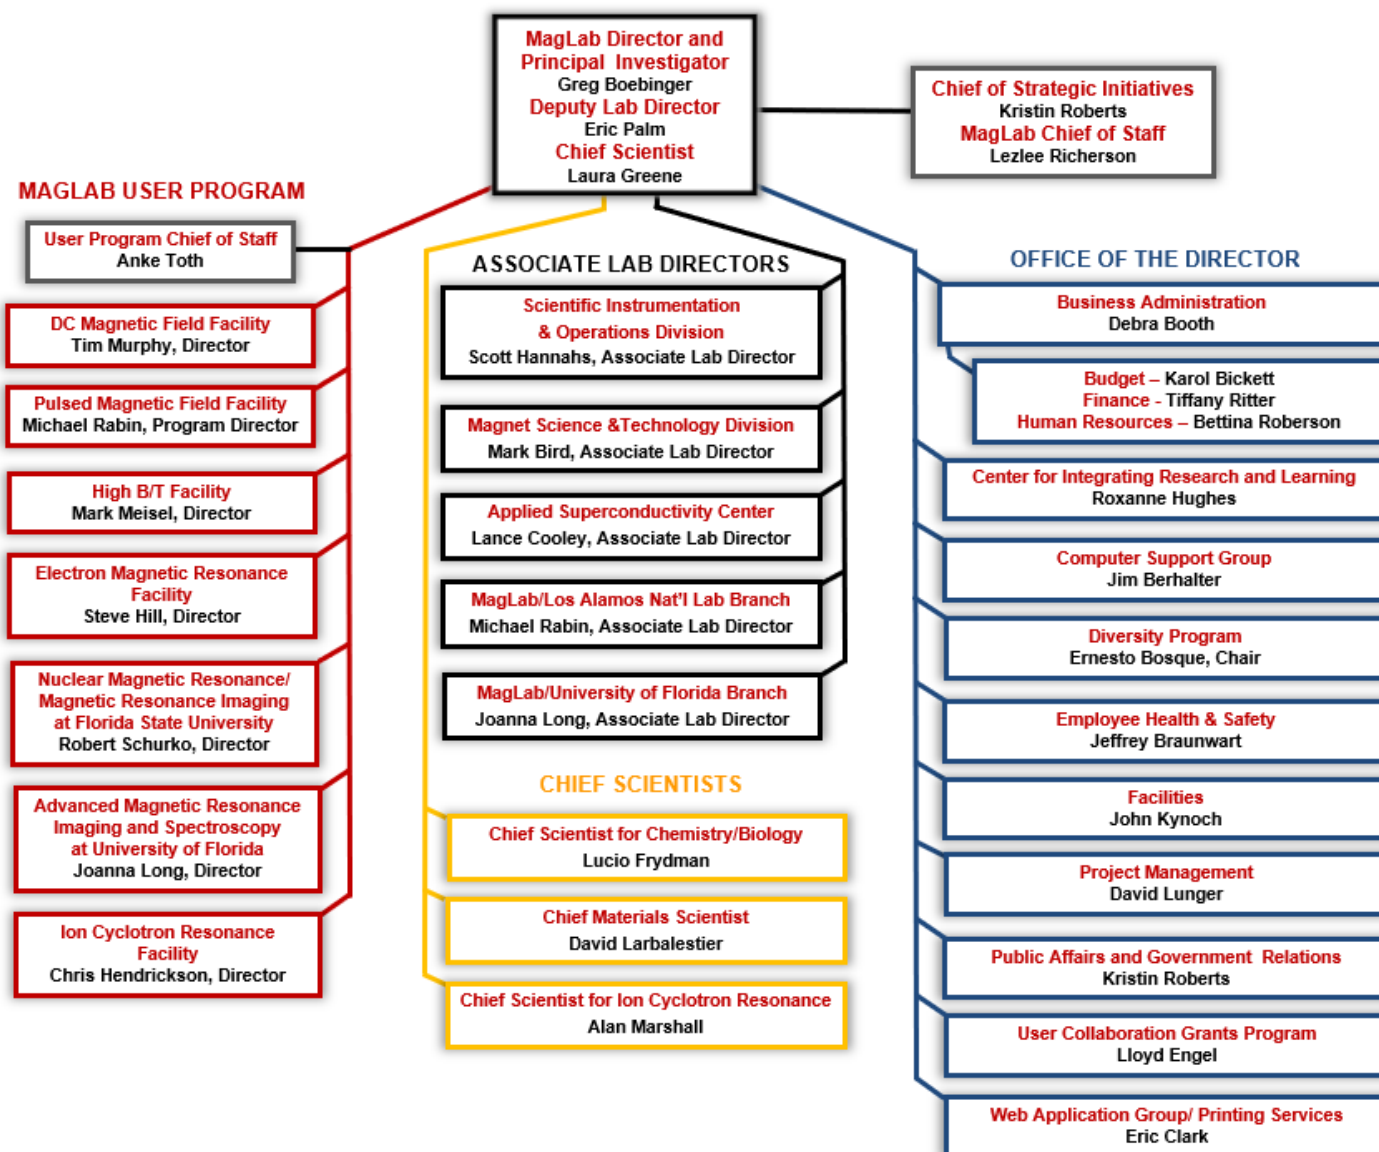 MagLab Director and
Principal Investigator
Greg Boebinger
Deputy Lab Director
Eric Palm
Chief Scientist
Laura Greene
Chief of Strategic Initiatives
Kristin Roberts
MagLab Chief of Staff
Lezlee Richerson
MAGLAB USER PROGRAM
User Program Chief of Staff
Anke Toth
DC Magnetic Field Facility
Tim Murphy, Director
Pulsed Magnetic Field Facility
Michael Rabin, Program Director
High B/T Facility
Mark Meisel, Director
Electron Magnetic Resonance
Facility
Steve Hill, Director
Nuclear Magnetic Resonance/
Magnetic Resonance Imaging
at Florida State University
Robert Schurko, Director
Advanced Magnetic Resonance
Imaging and Spectroscopy
at University of Florida
Joanna Long, Director
Ion Cyclotron Resonance
Facility
Chris Hendrickson, Director
ASSOCIATE LAB DIRECTORS
Scientific Instrumentation
& Operations Division
Scott Hannahs, Associate Lab Director
Magnet Science &Technology Division
Mark Bird, Associate Lab Director
Applied Superconductivity Center
Lance Cooley, Associate Lab Director
MagLab/Los Alamos Nat'l Lab Branch
Michael Rabin, Associate Lab Director
MagLab/University of Florida Branch
Joanna Long, Associate Lab Director
CHIEF SCIENTISTS
Chief Scientist for Chemistry/Biology
Lucio Frydman
Chief Materials Scientist
David Larbalestier
Chief Scientist for Ion Cyclotron Resonance
Alan Marshall
OFFICE OF THE DIRECTOR
Business Administration
Debra Booth
Budget – Karol Bickett
Finance - Tiffany Ritter
Human Resources – Bettina Roberson
Center for Integrating Research and Learning
Roxanne Hughes
Computer Support Group
Jim Berhalter
Diversity Program
Ernesto Bosque, Chair
Employee Health & Safety
Jeffrey Braunwart
Facilities
John Kynoch
Project Management
David Lunger
Public Affairs and Government Relations
Kristin Roberts
User Collaboration Grants Program
Lloyd Engel
Web Application Group/ Printing Services
Eric Clark